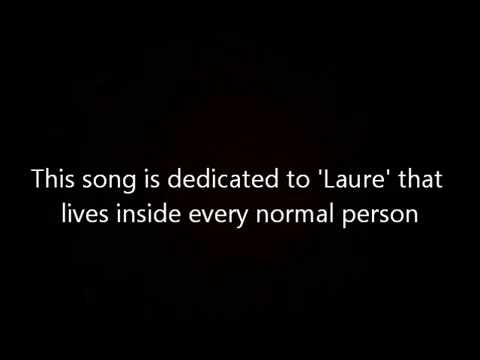 This song is dedicated to 'Laure' that
lives inside every normal person